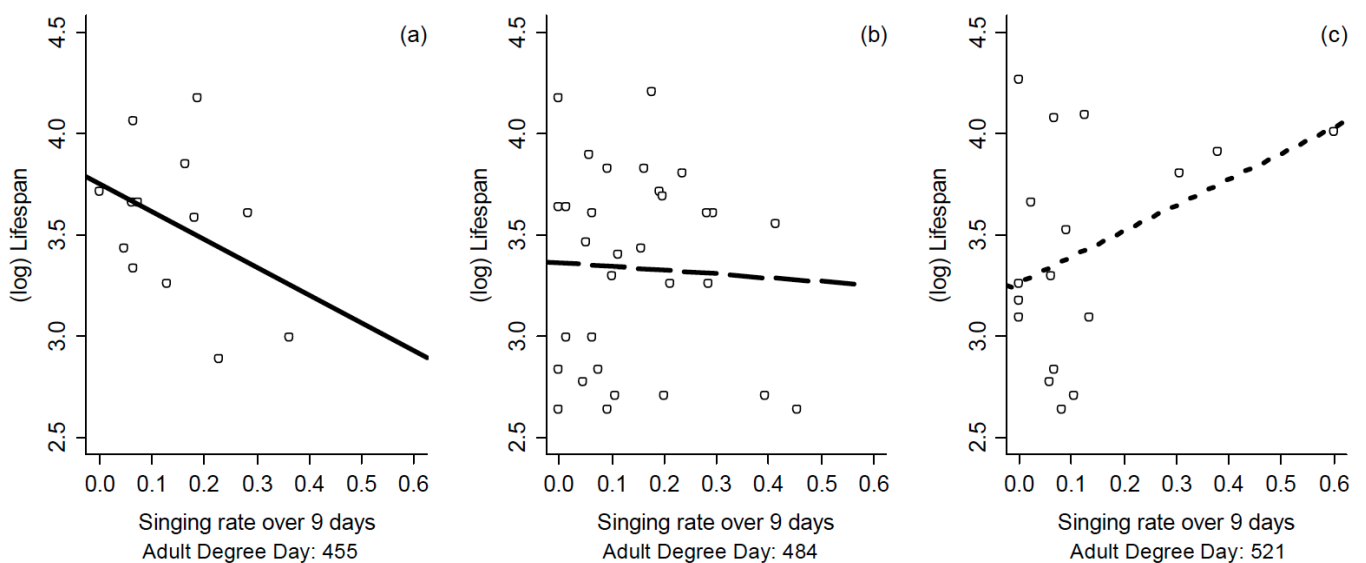 (a)
4.5
4.0
3.5
3.0
2.5
(log) Lifespan
0.0 0.1 0.2 0.3 0.4 0.5 0.6
Singing rate over 9 days
Adult Degree Day: 455
(b)
4.5
4.0
3.5
3.0
2.5
(log) Lifespan
0.0 0.1 0.2 0.3 0.4 0.5 0.6
Singing rate over 9 days
Adult Degree Day: 484
(c)
4.5
4.0
3.5
3.0
2.5
(log) Lifespan
0.0 0.1 0.2 0.3 0.4 0.5 0.6
Singing rate over 9 days
Adult Degree Day: 521